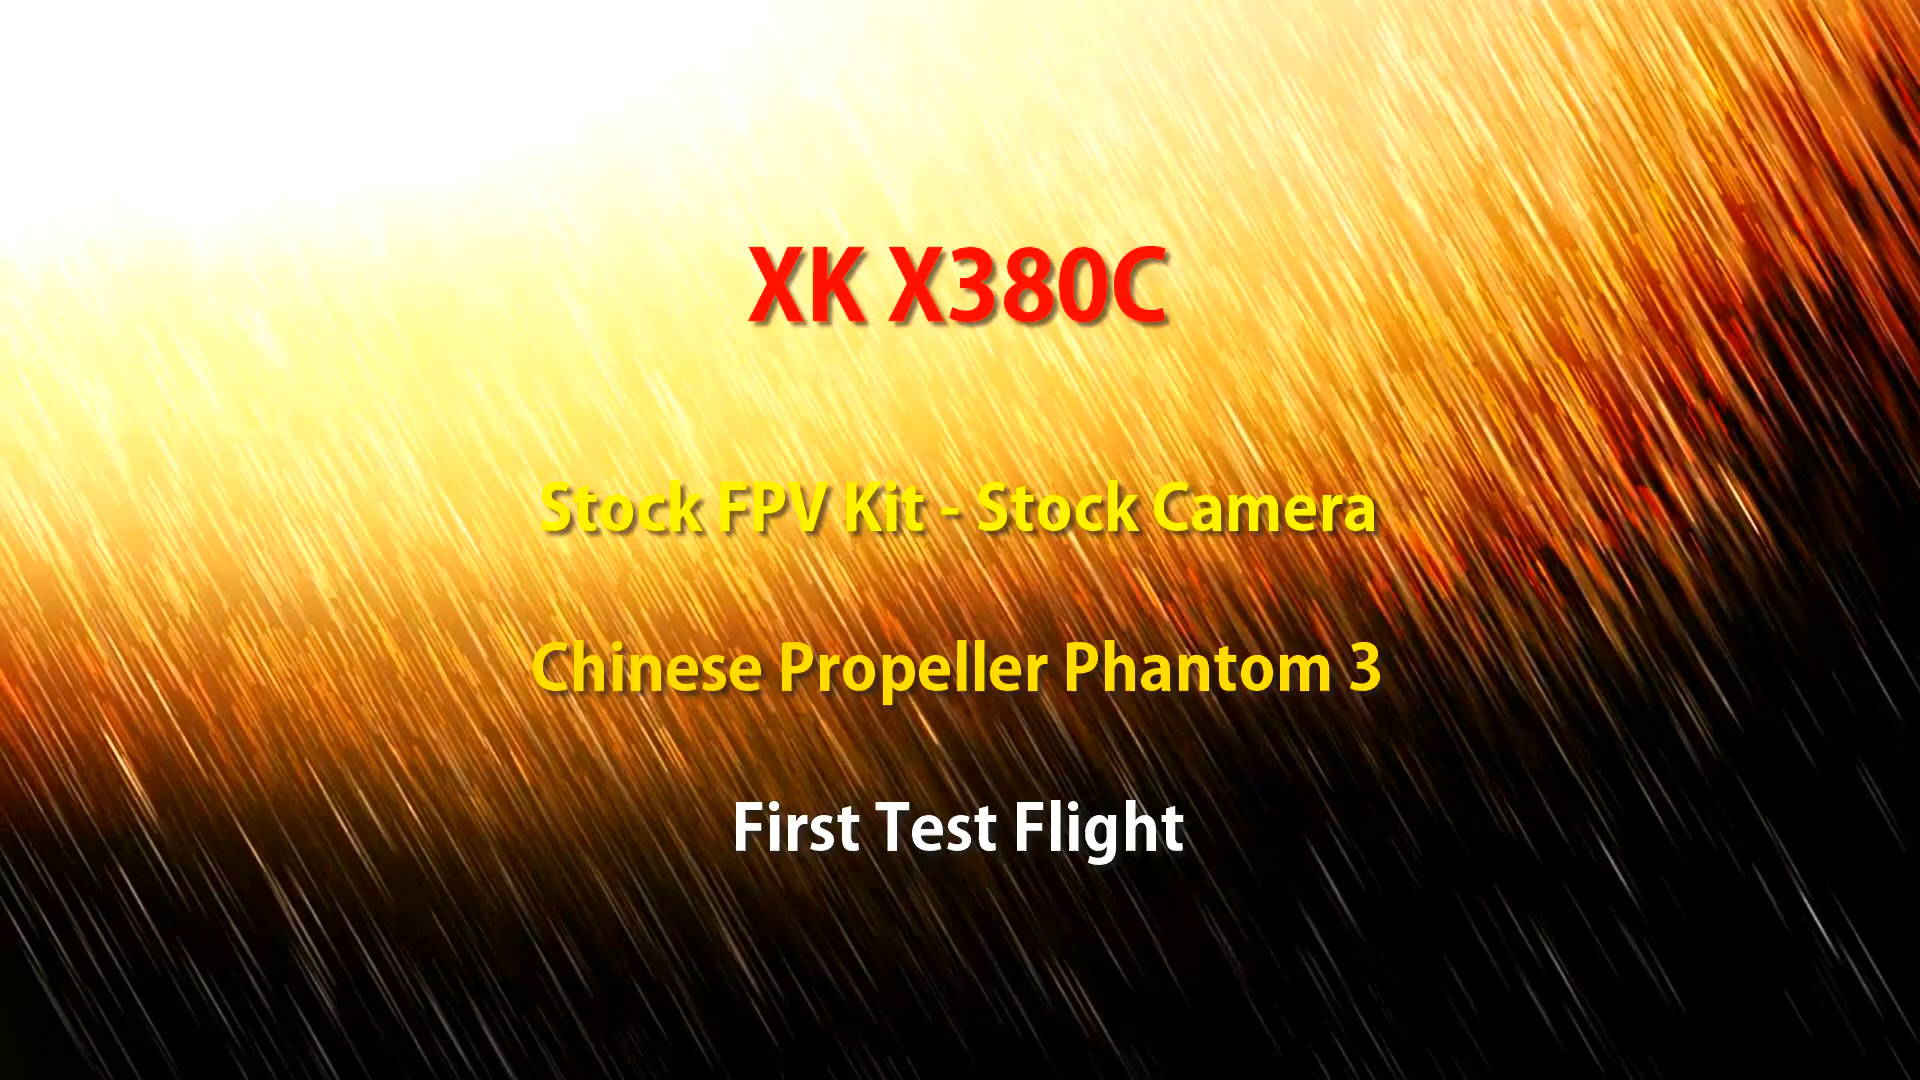 XK X380C
Stock FPV Kit - Stock Camera
Chinese Propeller Phantom 3
First Test Flight